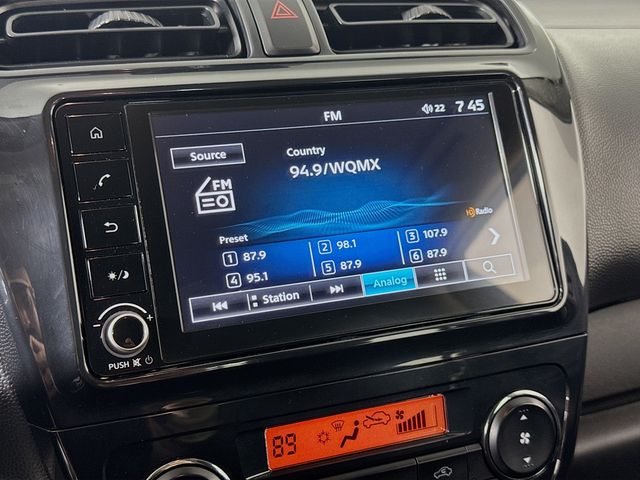 FM
22
7 45
Source
Country
94.9/WQMX
FM
HD Radio
Preset
1 87.9
2 98.1
3 107.9
4 95.1
5 87.9
6 87.9
Station
Analog
PUSH
89